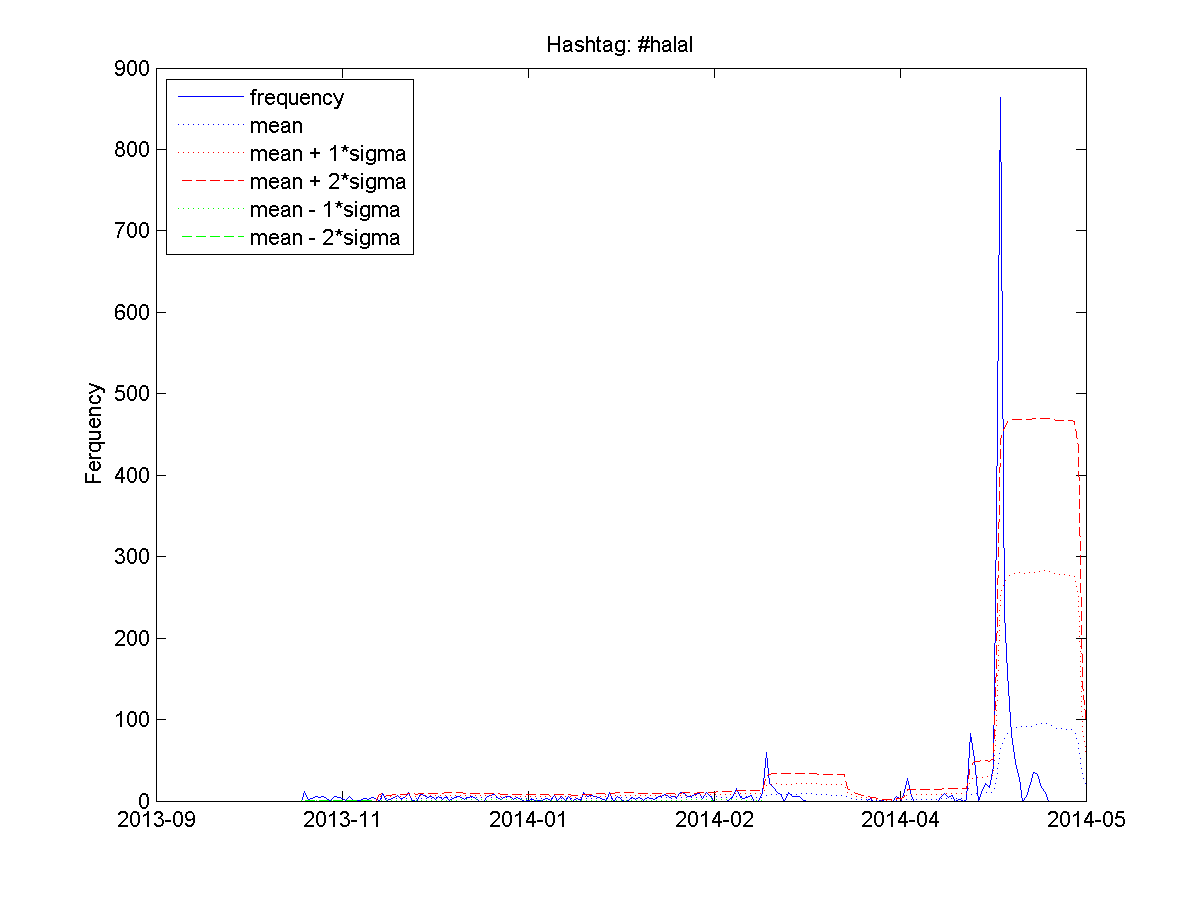 Hashtag: #halal
900
800
700
600
500
400
300
200
100
0
Ferquency
frequency
mean
mean + 1*sigma
mean + 2*sigma
mean - 1*sigma
mean - 2*sigma
2013-09 2013-11 2014-01 2014-02 2014-04 2014-05